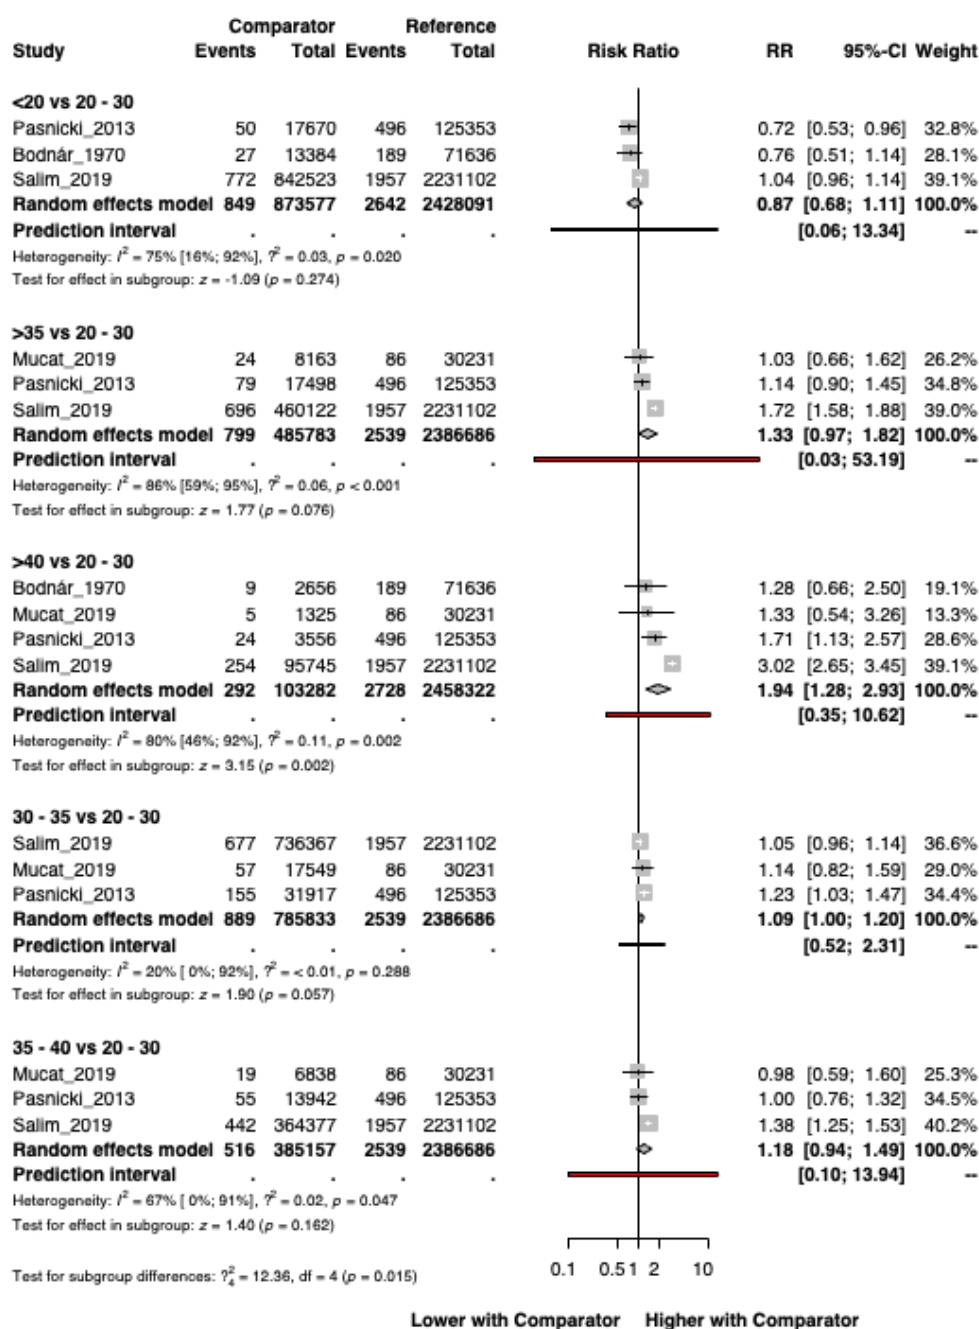 Comparator Reference
Study Events Total Events Total Risk Ratio RR 95%-CI Weight
<20 vs 20 - 30
Pasnicki_2013 50 17670 496 125353 0.72 [0.53; 0.96] 32.8%
Bodnár_1970 27 13384 189 71636 0.76 [0.51; 1.14] 28.1%
Salim_2019 772 842523 1957 2231102 1.04 [0.96; 1.14] 39.1%
Random effects model 849 873577 2642 2428091 0.87 [0.68; 1.11] 100.0%
Prediction interval . . . . [0.06; 13.34] --
Heterogeneity: I² = 75% [16%; 92%], ?² = 0.03, p = 0.020
Test for effect in subgroup: z = -1.09 (p = 0.274)
>35 vs 20 - 30
Mucat_2019 24 8163 86 30231 1.03 [0.66; 1.62] 26.2%
Pasnicki_2013 79 17498 496 125353 1.14 [0.90; 1.45] 34.8%
Salim_2019 696 460122 1957 2231102 1.72 [1.58; 1.88] 39.0%
Random effects model 799 485783 2539 2386686 1.33 [0.97; 1.82] 100.0%
Prediction interval . . . . [0.03; 53.19] --
Heterogeneity: I² = 86% [59%; 95%], ?² = 0.06, p < 0.001
Test for effect in subgroup: z = 1.77 (p = 0.076)
>40 vs 20 - 30
Bodnár_1970 9 2656 189 71636 1.28 [0.66; 2.50] 19.1%
Mucat_2019 5 1325 86 30231 1.33 [0.54; 3.26] 13.3%
Pasnicki_2013 24 3556 496 125353 1.71 [1.13; 2.57] 28.6%
Salim_2019 254 95745 1957 2231102 3.02 [2.65; 3.45] 39.1%
Random effects model 292 103282 2728 2458322 1.94 [1.28; 2.93] 100.0%
Prediction interval . . . . [0.35; 10.62] --
Heterogeneity: I² = 80% [46%; 92%], ?² = 0.11, p = 0.002
Test for effect in subgroup: z = 3.15 (p = 0.002)
30 - 35 vs 20 - 30
Salim_2019 677 736367 1957 2231102 1.05 [0.96; 1.14] 36.6%
Mucat_2019 57 17549 86 30231 1.14 [0.82; 1.59] 29.0%
Pasnicki_2013 155 31917 496 125353 1.23 [1.03; 1.47] 34.4%
Random effects model 889 785833 2539 2386686 1.09 [1.00; 1.20] 100.0%
Prediction interval . . . . [0.52; 2.31] --
Heterogeneity: I² = 20% [ 0%; 92%], ?² = < 0.01, p = 0.288
Test for effect in subgroup: z = 1.90 (p = 0.057)
35 - 40 vs 20 - 30
Mucat_2019 19 6838 86 30231 0.98 [0.59; 1.60] 25.3%
Pasnicki_2013 55 13942 496 125353 1.00 [0.76; 1.32] 34.5%
Salim_2019 442 364377 1957 2231102 1.38 [1.25; 1.53] 40.2%
Random effects model 516 385157 2539 2386686 1.18 [0.94; 1.49] 100.0%
Prediction interval . . . . [0.10; 13.94] --
Heterogeneity: I² = 67% [ 0%; 91%], ?² = 0.02, p = 0.047
Test for effect in subgroup: z = 1.40 (p = 0.162)
0.1 0.5 1 2 10
Test for subgroup differences: ?²₄ = 12.36, df = 4 (p = 0.015)
Lower with Comparator Higher with Comparator